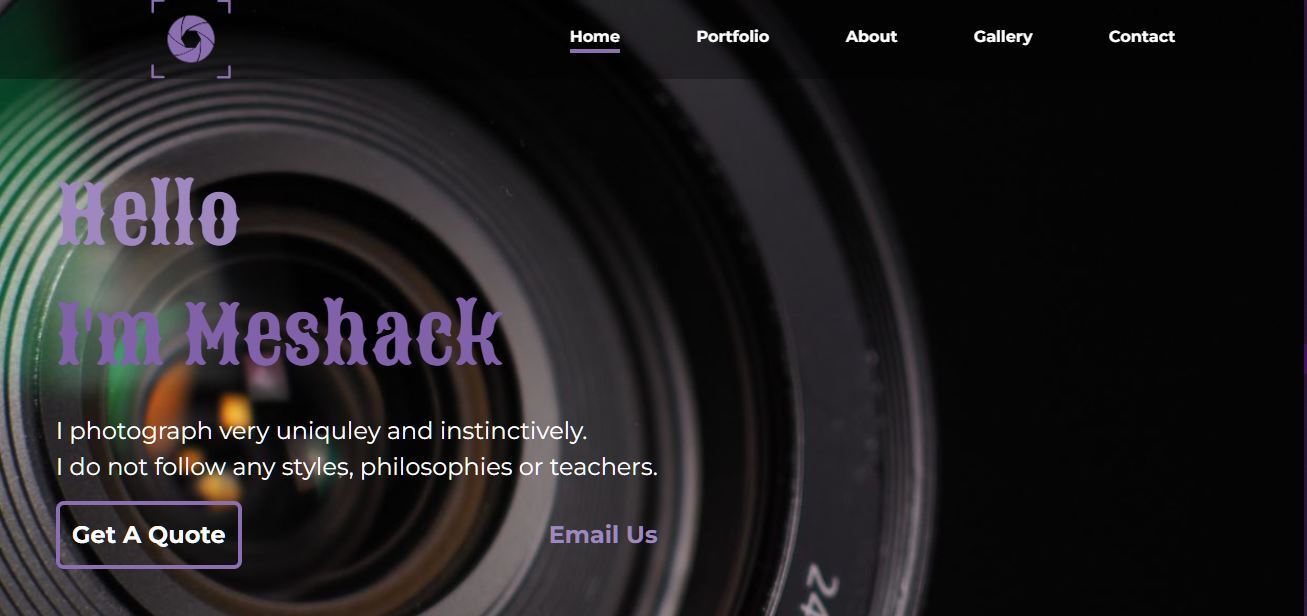 Home Portfolio About Gallery Contact
Hello
I'm Meshack
I photograph very uniquley and instinctively.
I do not follow any styles, philosophies or teachers.
Get A Quote Email Us
24